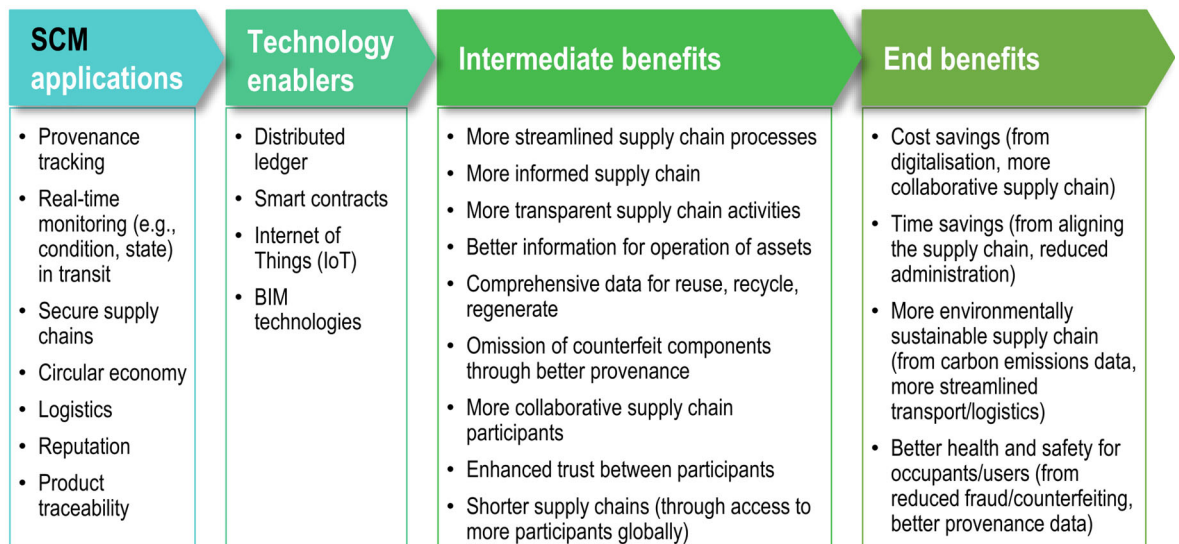 SCM
applications
• Provenance
tracking
• Real-time
monitoring (e.g.,
condition, state)
in transit
• Secure supply
chains
• Circular economy
• Logistics
• Reputation
• Product
traceability
Technology
enablers
• Distributed
ledger
• Smart contracts
• Internet of
Things (IoT)
• BIM
technologies
Intermediate benefits
• More streamlined supply chain processes
• More informed supply chain
• More transparent supply chain activities
• Better information for operation of assets
• Comprehensive data for reuse, recycle,
regenerate
• Omission of counterfeit components
through better provenance
• More collaborative supply chain
participants
• Enhanced trust between participants
• Shorter supply chains (through access to
more participants globally)
End benefits
• Cost savings (from
digitalisation, more
collaborative supply chain)
• Time savings (from aligning
the supply chain, reduced
administration)
• More environmentally
sustainable supply chain
(from carbon emissions data,
more streamlined
transport/logistics)
• Better health and safety for
occupants/users (from
reduced fraud/counterfeiting,
better provenance data)